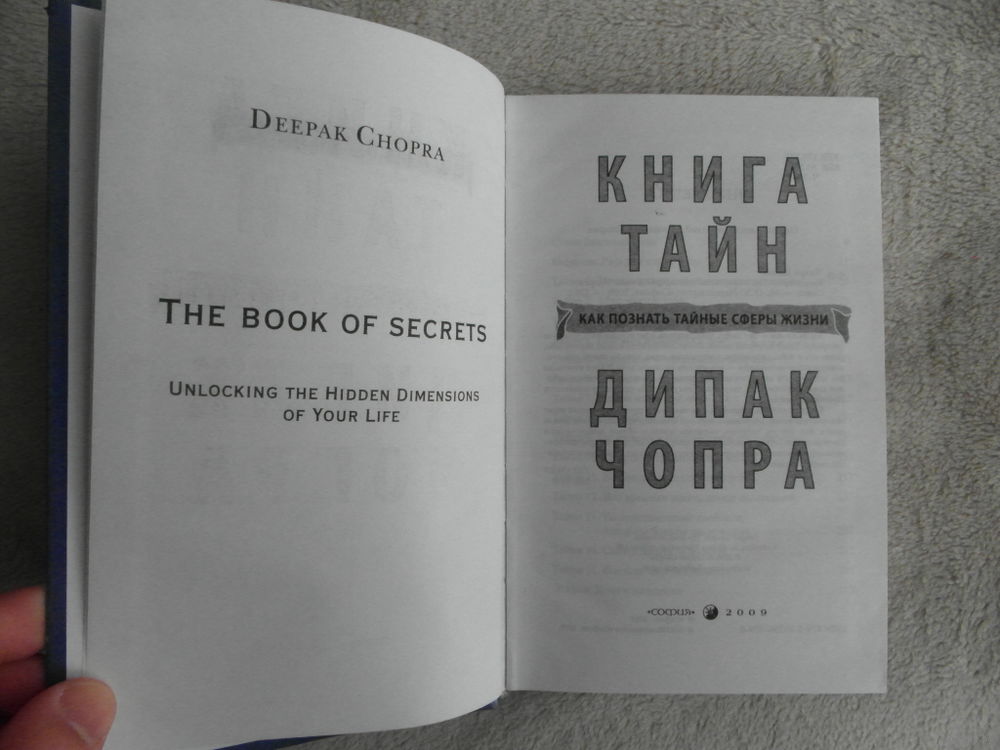 DEEPAK CHOPRA
THE BOOK OF SECRETS
UNLOCKING THE HIDDEN DIMENSIONS
OF YOUR LIFE
КНИГА
ТАЙН
КАК ПОЗНАТЬ ТАЙНЫЕ СФЕРЫ ЖИЗНИ
ДИПАК
ЧОПРА
«СОФИЯ» 2009